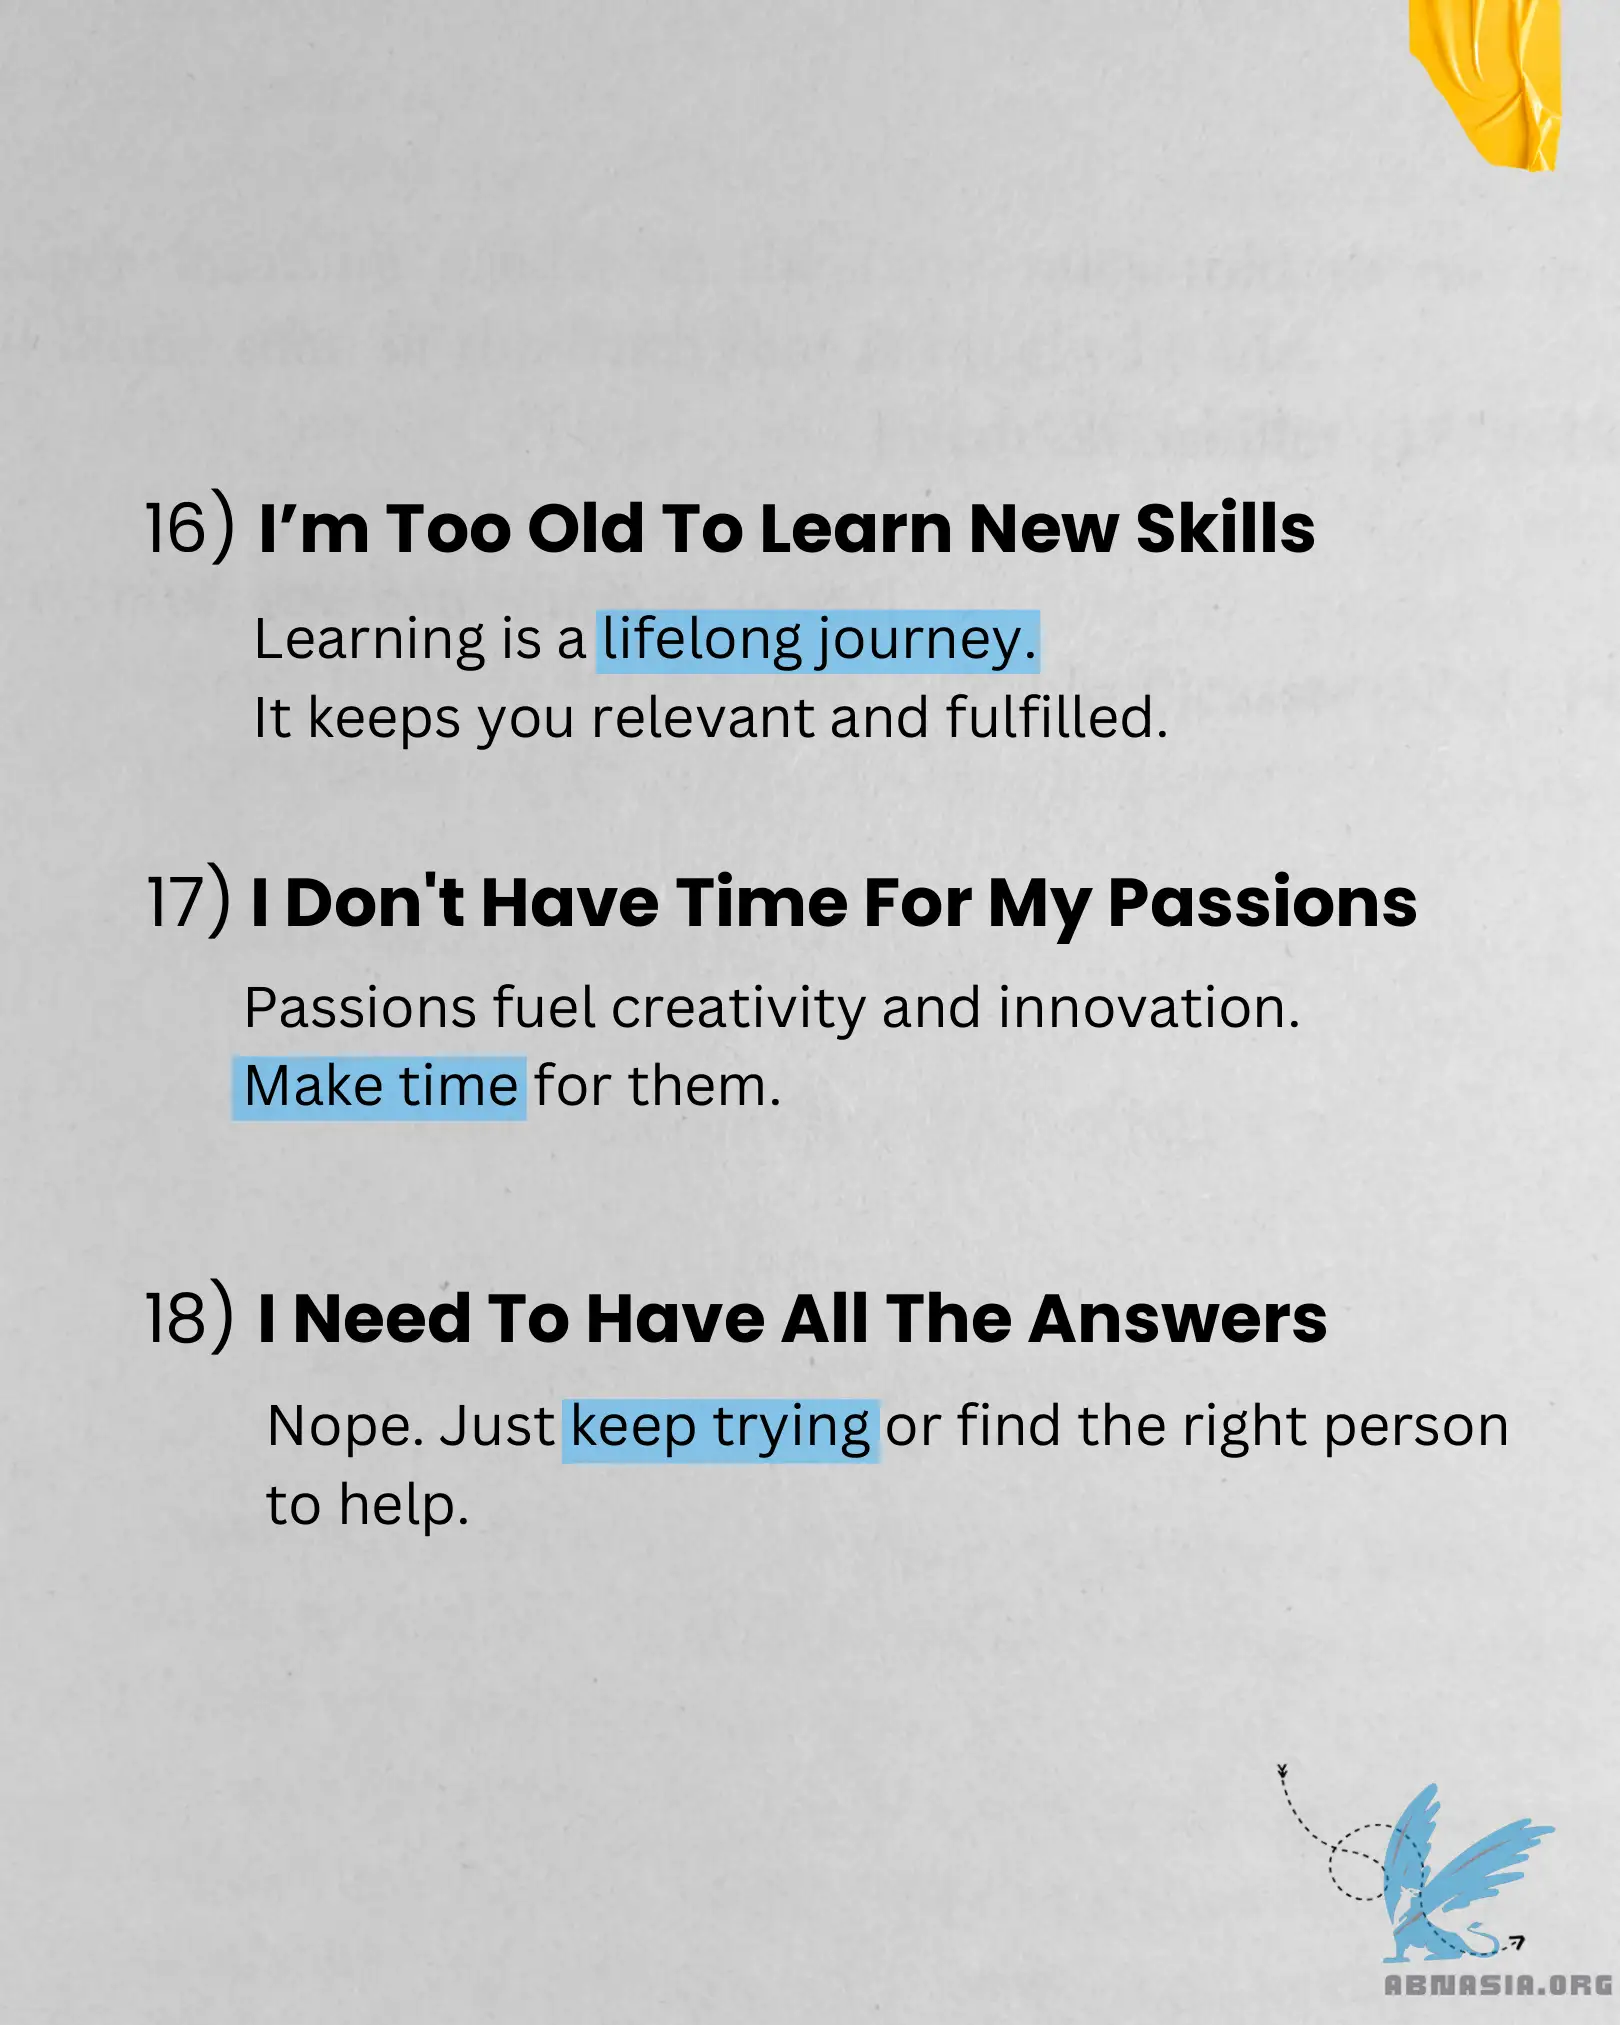 16) I’m Too Old To Learn New Skills
Learning is a lifelong journey.
It keeps you relevant and fulfilled.
17) I Don't Have Time For My Passions
Passions fuel creativity and innovation.
Make time for them.
18) I Need To Have All The Answers
Nope. Just keep trying or find the right person
to help.
ABNASIA.ORG